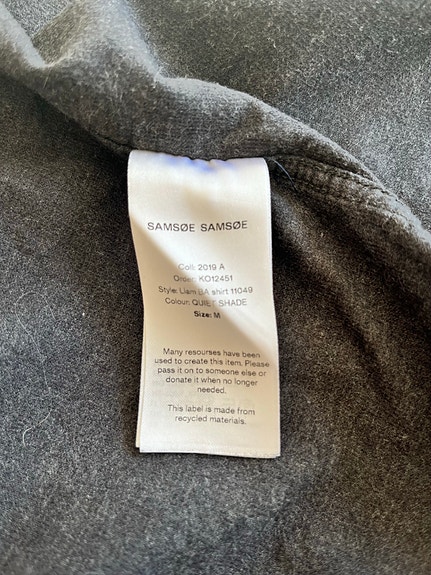 SAMSØE SAMSØE
Coll: 2019 A
Order: KO12451
Style: Liam BA shirt 11049
Colour: QUIET SHADE
Size: M
Many resourses have been
used to create this item. Please
pass it on to someone else or
donate it when no longer
needed.
This label is made from
recycled materials.